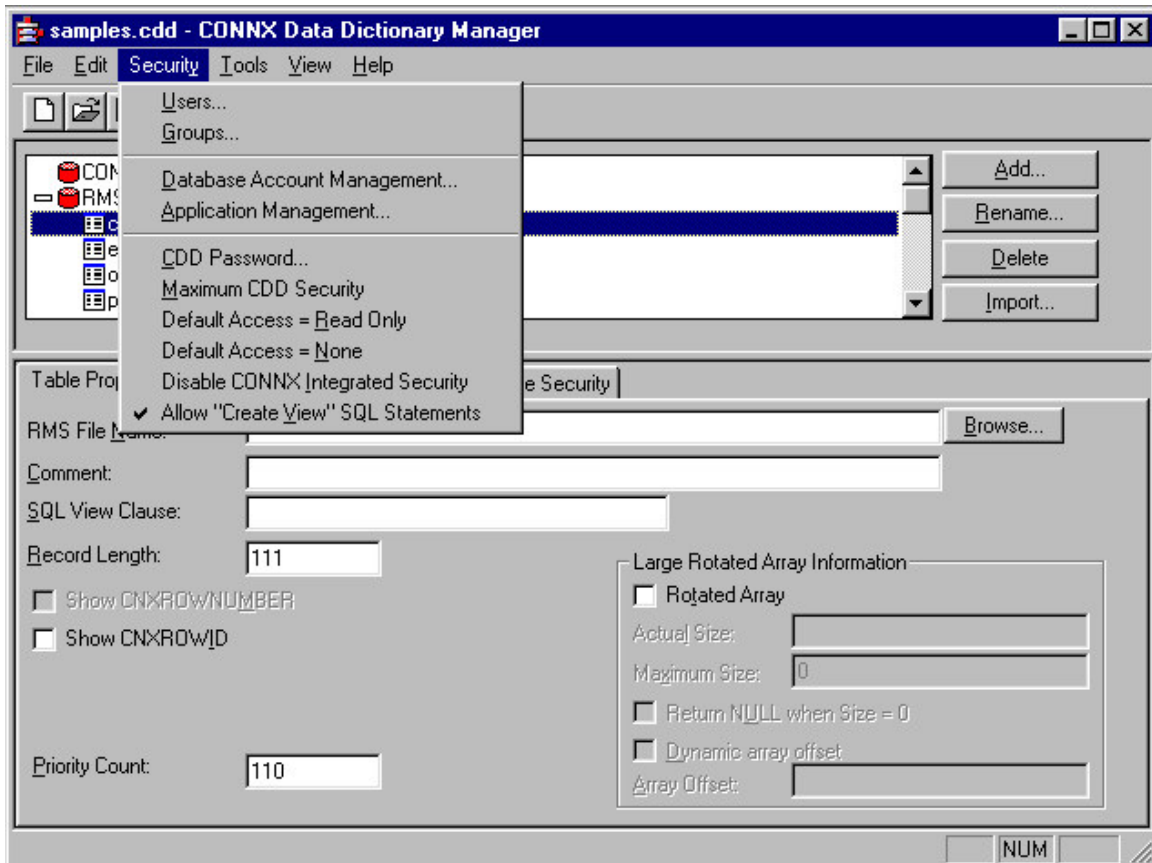 samples.cdd - CONNX Data Dictionary Manager
File Edit Security Tools View Help
Users...
Groups...
Database Account Management...
Application Management...
CDD Password...
Maximum CDD Security
Default Access = Read Only
Default Access = None
Disable CONNX Integrated Security
Allow "Create View" SQL Statements
Add...
Rename...
Delete
Import...
Table Security
RMS File Name:
Browse...
Comment:
SQL View Clause:
Record Length: 111
Show CNXROWNUMBER
Show CNXROWID
Large Rotated Array Information
Rotated Array
Actual Size:
Maximum Size: 0
Return NULL when Size = 0
Dynamic array offset
Array Offset:
Priority Count: 110
NUM